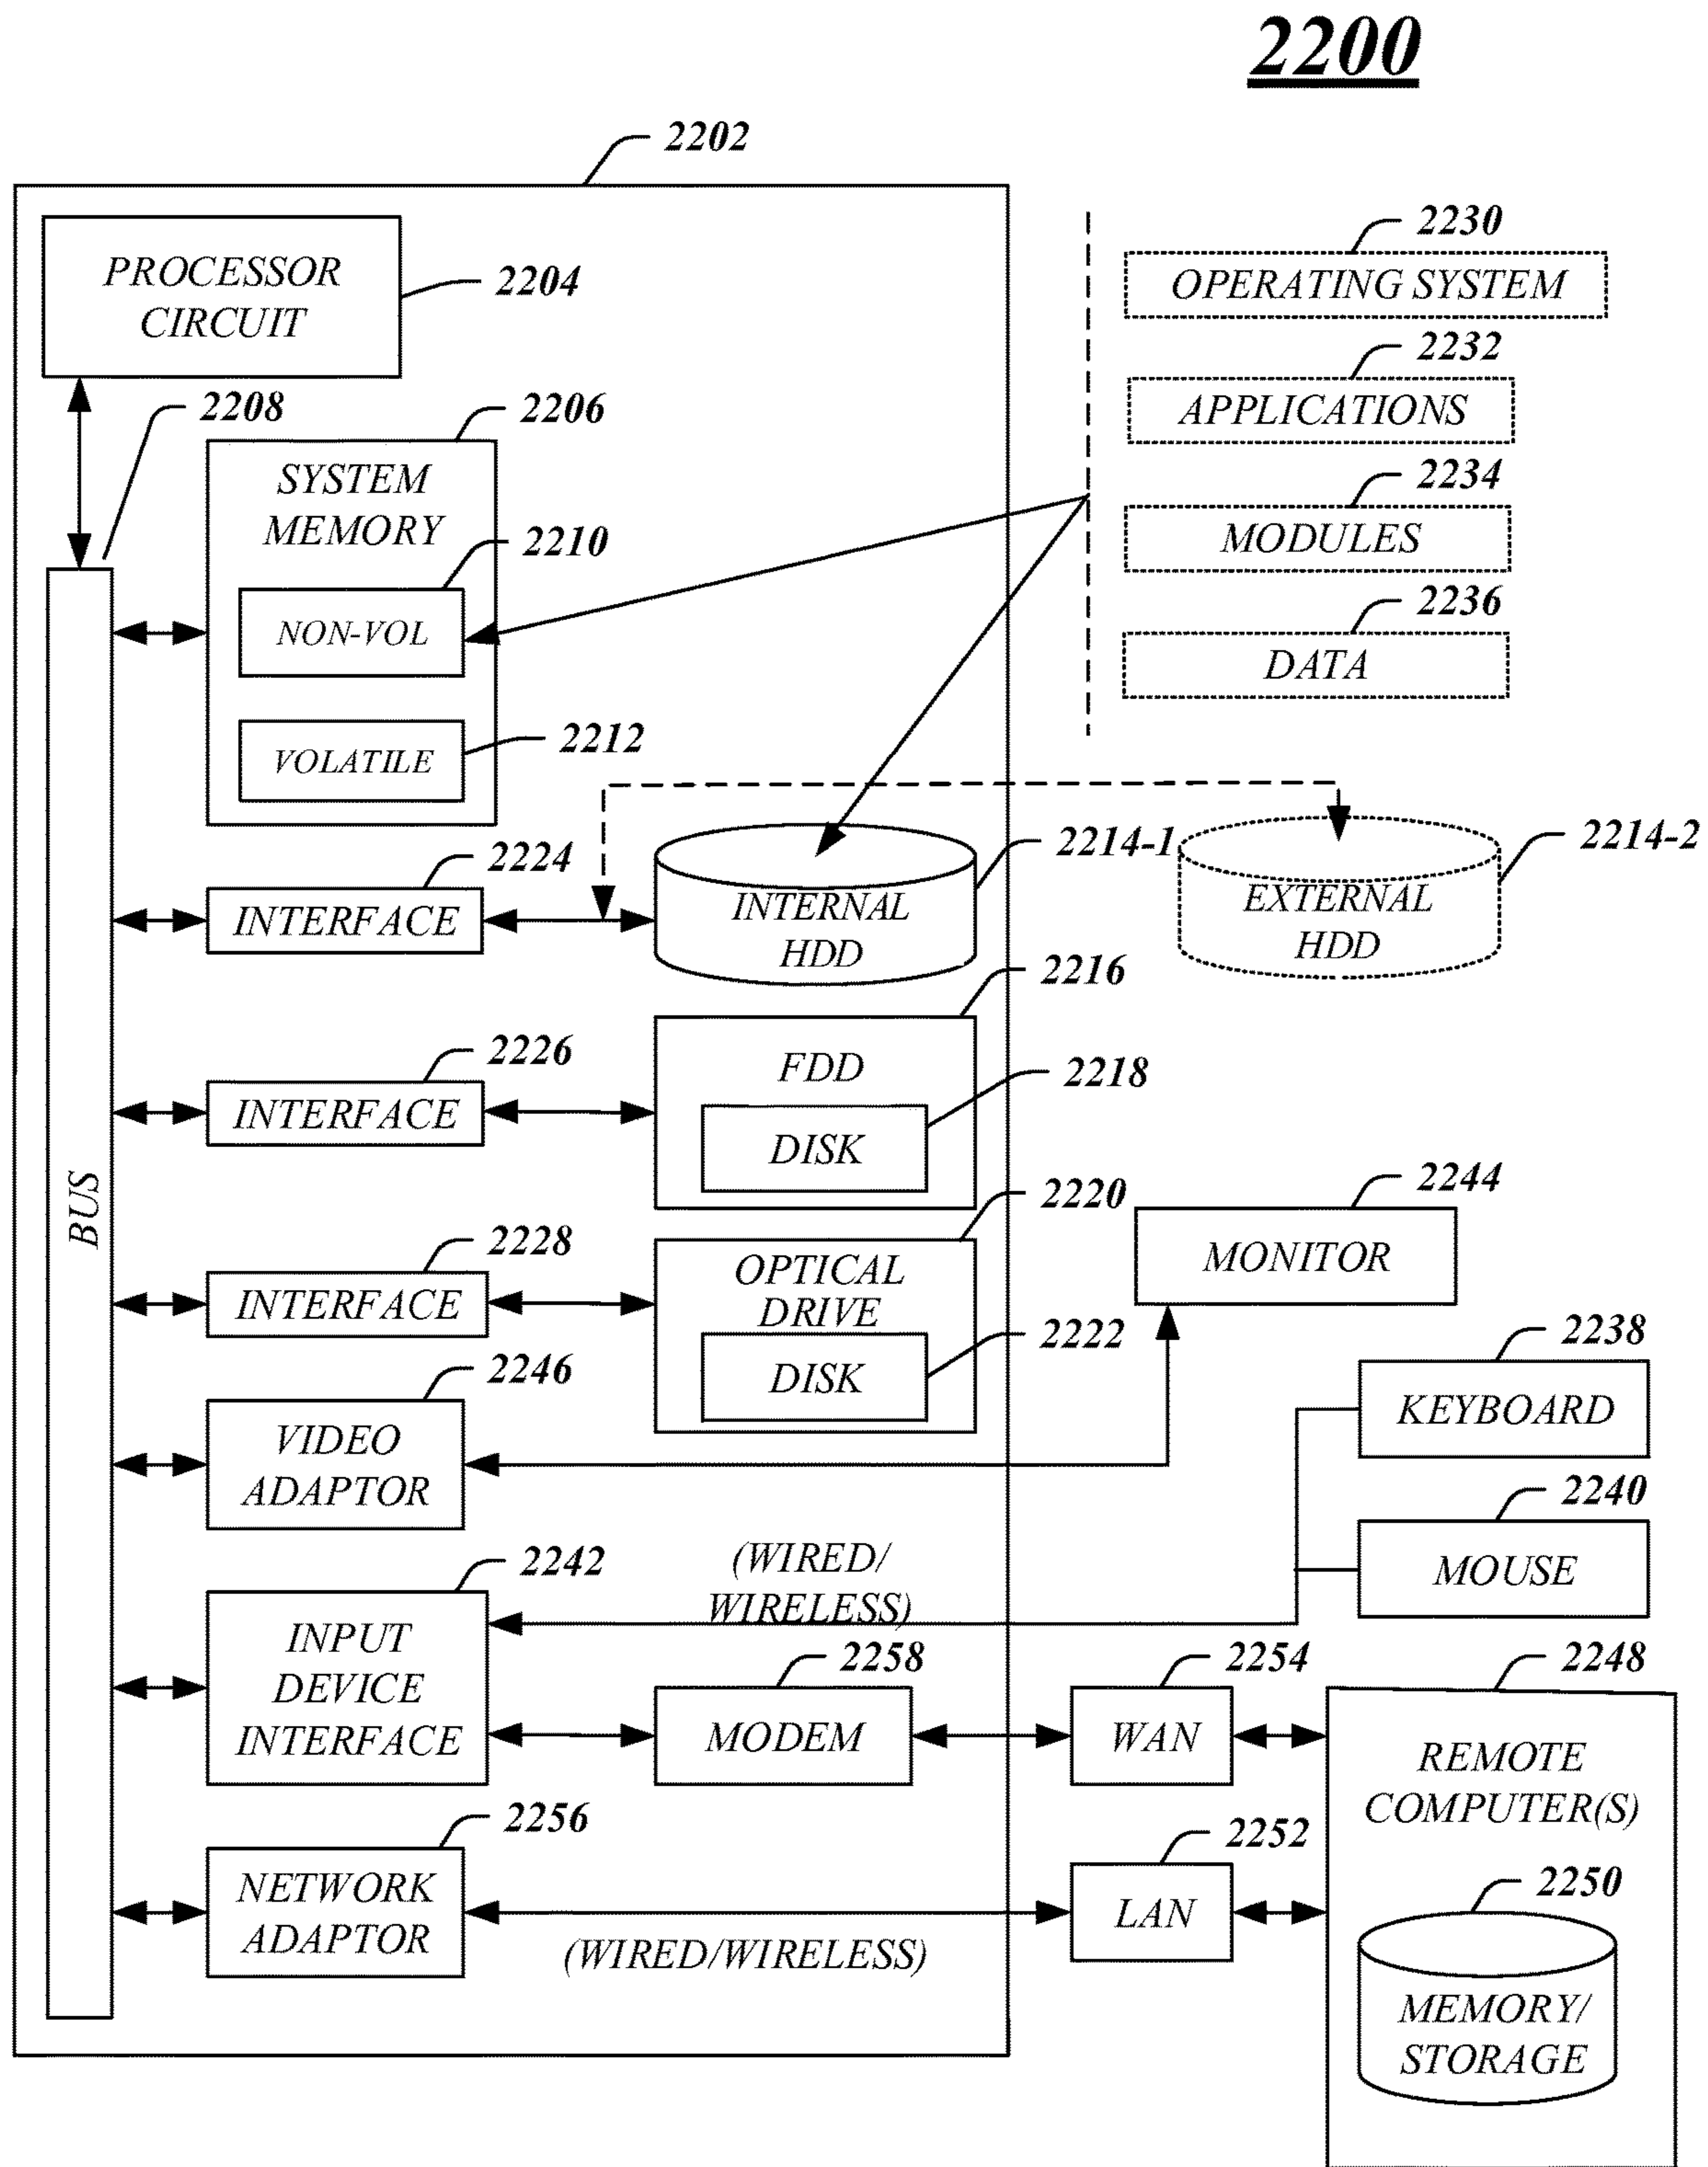 2200
2202
PROCESSOR
CIRCUIT
2204
2208
2206
SYSTEM
MEMORY
2210
NON-VOL
2212
VOLATILE
2230
OPERATING SYSTEM
2232
APPLICATIONS
2234
MODULES
2236
DATA
2224
INTERFACE
2214-1
INTERNAL
HDD
2214-2
EXTERNAL
HDD
2216
FDD
2226
INTERFACE
2218
DISK
BUS
2220
OPTICAL
DRIVE
2228
INTERFACE
2222
DISK
2244
MONITOR
2246
VIDEO
ADAPTOR
2238
KEYBOARD
2240
MOUSE
(WIRED/
WIRELESS)
2242
INPUT
DEVICE
INTERFACE
2258
MODEM
2254
WAN
2248
REMOTE
COMPUTER(S)
2256
NETWORK
ADAPTOR
(WIRED/WIRELESS)
2252
LAN
2250
MEMORY/
STORAGE